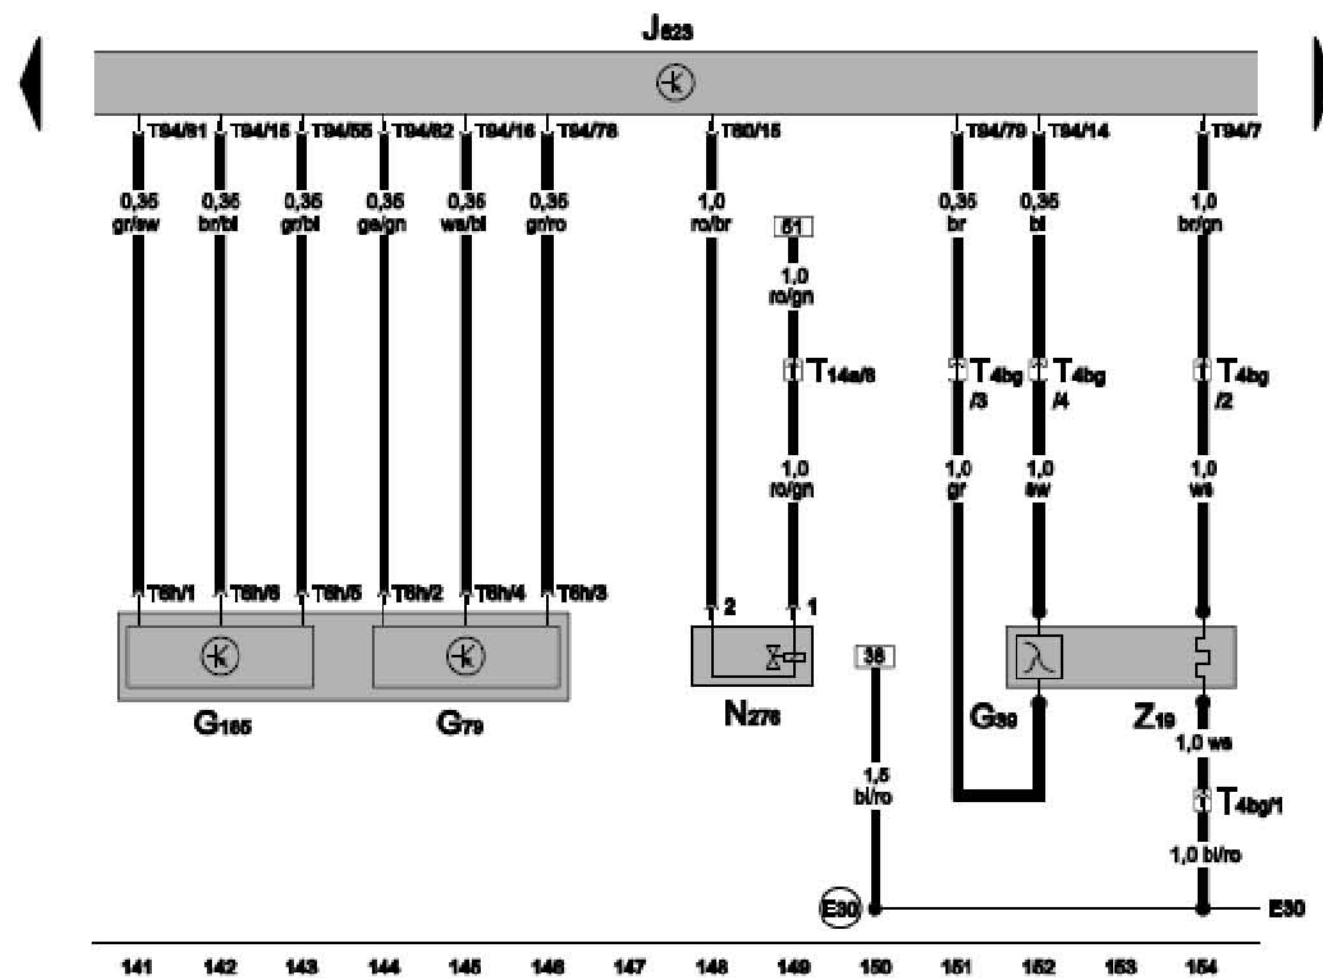 J623
T94/81 T94/15 T94/55 T94/82 T94/16 T94/78 T60/15 T94/79 T94/14 T94/7
0,35 0,35 0,35 0,35 0,35 0,35 1,0 0,35 0,35 1,0
gr/sw br/bl gr/bl ge/gn ws/bl gr/ro ro/br br bl br/gn
51
1,0
ro/gn
T14a/8 T4bg T4bg T4bg
/3 /4 /2
1,0 1,0 1,0 1,0
ro/gn gr sw ws
T6h/1 T6h/6 T6h/5 T6h/2 T6h/4 T6h/3 2 1
38
G185 G79 N276 G39 Z19
1,0 ws
1,5
bl/ro
T4bg/1
1,0 bl/ro
E30 E30
141 142 143 144 145 146 147 148 149 150 151 152 153 154